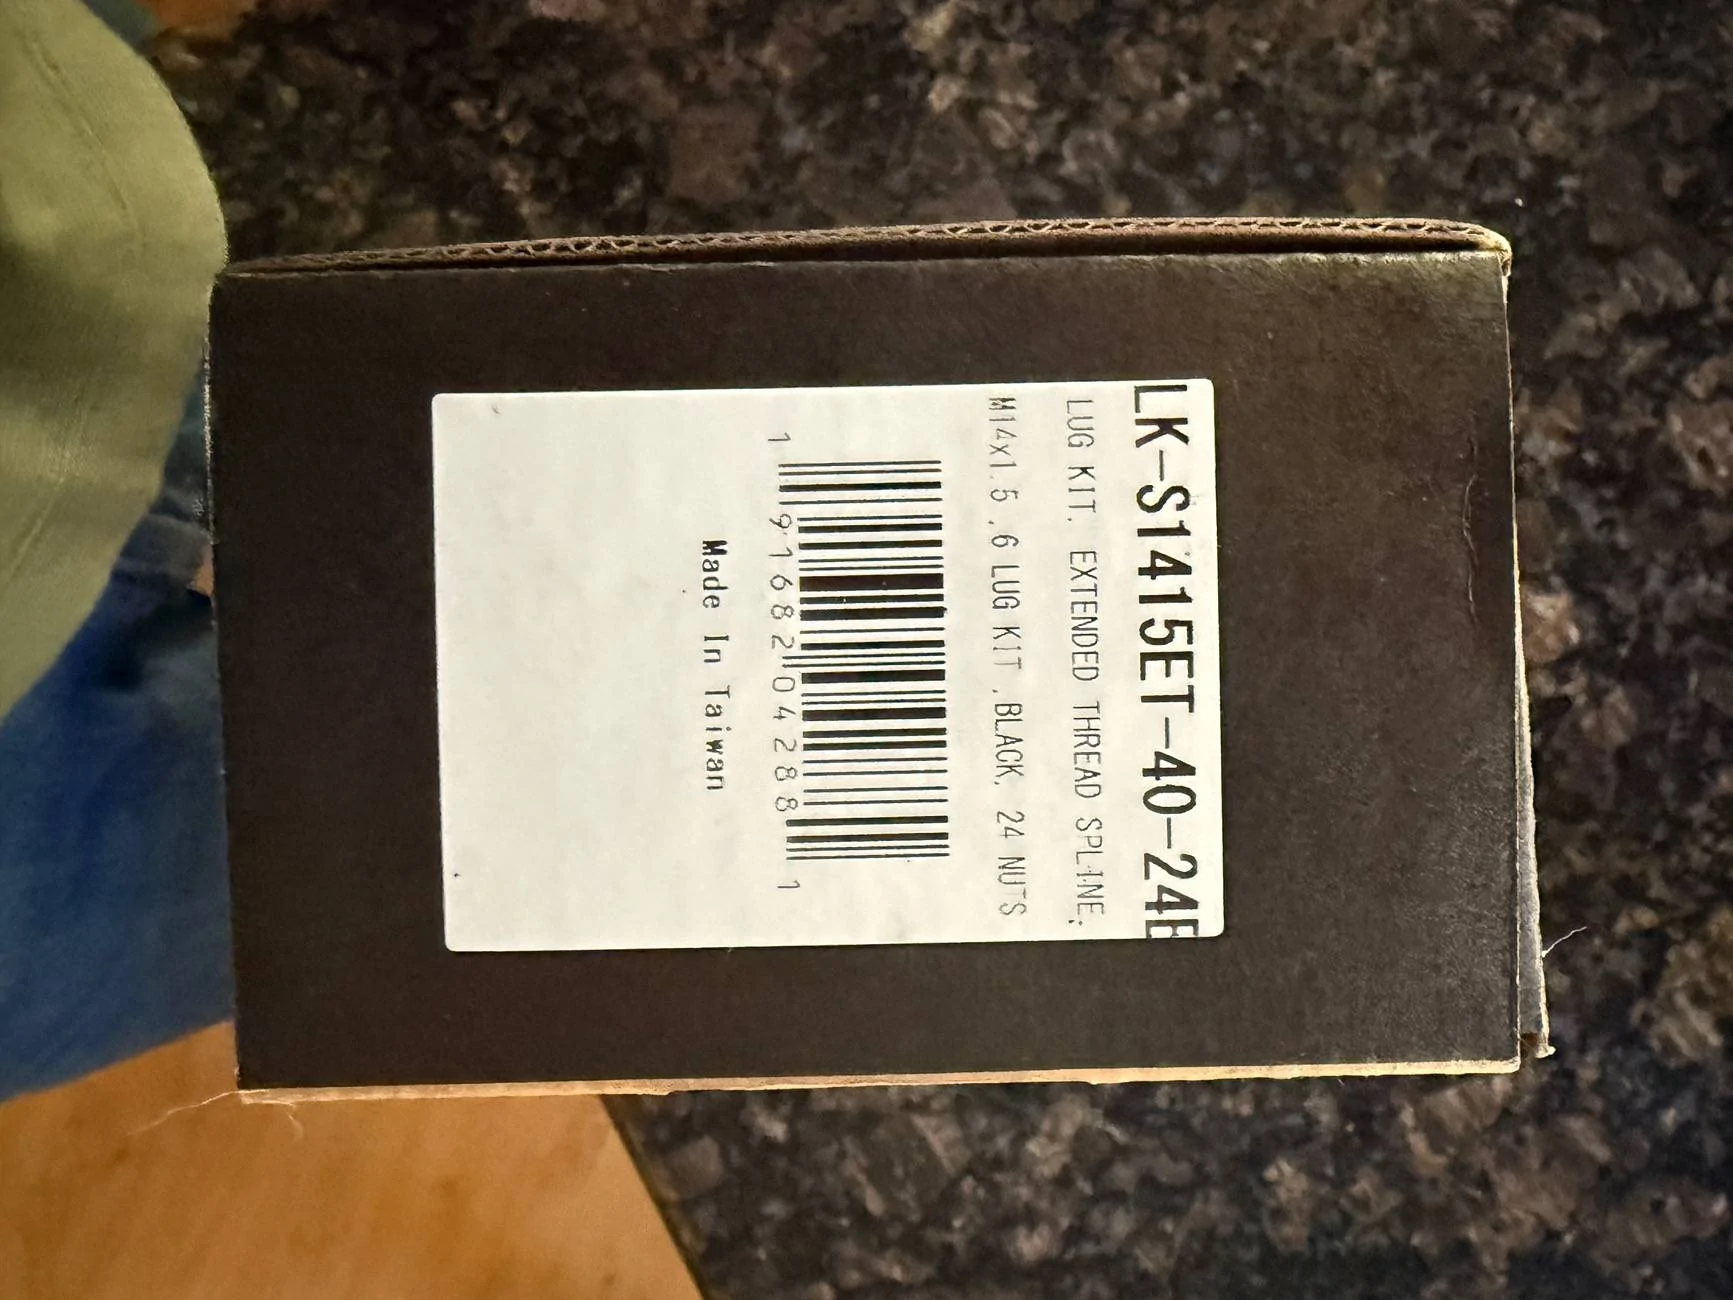 LK-S1415ET-40-24B
LUG KIT, EXTENDED THREAD SPLINE,
M14x1.5 ,6 LUG KIT ,BLACK, 24 NUTS
1 91682 04288 1
Made In Taiwan